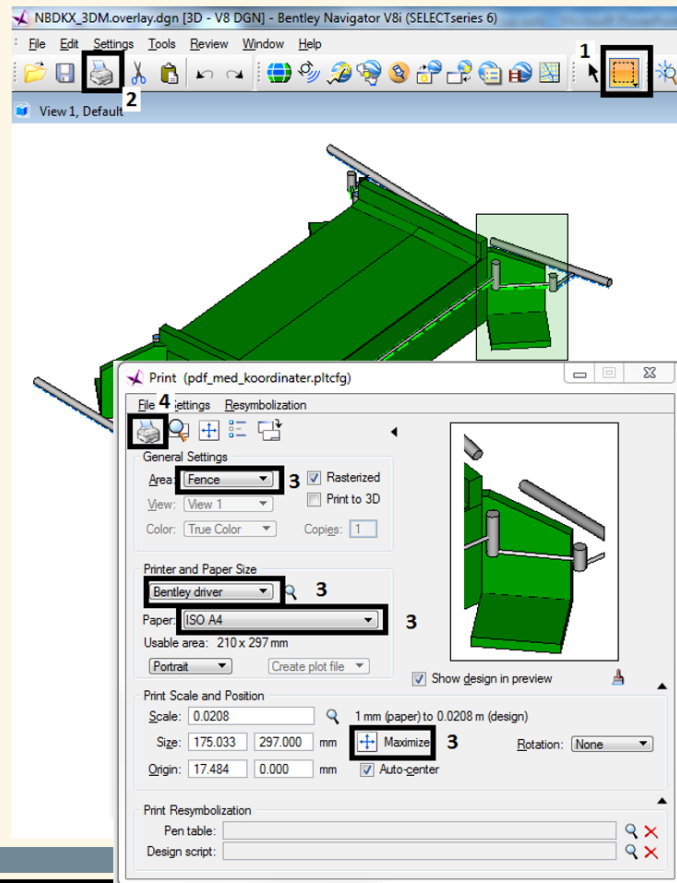 NBDKX_3DM.overlay.dgn [3D - V8 DGN] - Bentley Navigator V8i (SELECTseries 6)
File Edit Settings Tools Review Window Help
1
2
View 1, Default
Print (pdf_med_koordinater.pltcfg)
File 4 ettings Resymbolization
General Settings
Area: Fence 3 Rasterized
View: View 1 Print to 3D
Color: True Color Copies: 1
Printer and Paper Size
Bentley driver 3
Paper: ISO A4 3
Usable area: 210 x 297 mm
Portrait Create plot file
Show design in preview
Print Scale and Position
Scale: 0.0208 1 mm (paper) to 0.0208 m (design)
Size: 175.033 297.000 mm Maximize 3 Rotation: None
Origin: 17.484 0.000 mm Auto-center
Print Resymbolization
Pen table:
Design script: